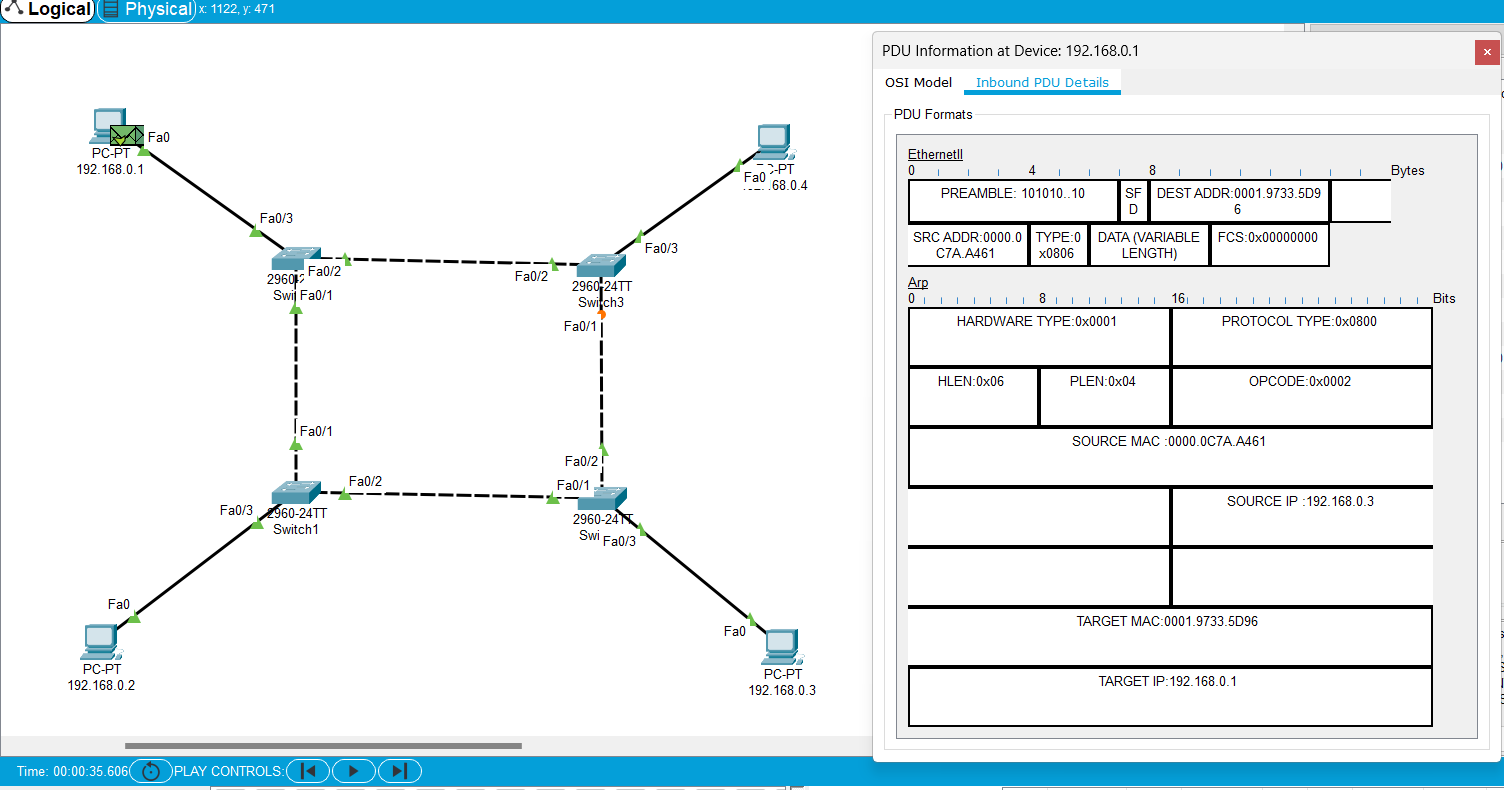 Logical
Physical
x: 1122, y: 471
PC-PT
192.168.0.1
Fa0
Fa0/3
Fa0/2
2960-2
Swi
Fa0/1
Fa0
-PT
.0.4
Fa0/3
Fa0/2
2960-24TT
Switch3
Fa0/1
Fa0/1
Fa0/2
Fa0/3
2960-24TT
Switch1
Fa0/2
Fa0/1
2960-24TT
Swi
Fa0/3
Fa0
PC-PT
192.168.0.2
Fa0
PC-PT
192.168.0.3
PDU Information at Device: 192.168.0.1
×
OSI Model
Inbound PDU Details
PDU Formats
EthernetII
0 4 8 Bytes
PREAMBLE: 101010..10
SF
D
DEST ADDR:0001.9733.5D9
6
SRC ADDR:0000.0
C7A.A461
TYPE:0
x0806
DATA (VARIABLE
LENGTH)
FCS:0x00000000
Arp
0 8 16 Bits
HARDWARE TYPE:0x0001
PROTOCOL TYPE:0x0800
HLEN:0x06
PLEN:0x04
OPCODE:0x0002
SOURCE MAC :0000.0C7A.A461
SOURCE IP :192.168.0.3
TARGET MAC:0001.9733.5D96
TARGET IP:192.168.0.1
Time: 00:00:35.606
PLAY CONTROLS: